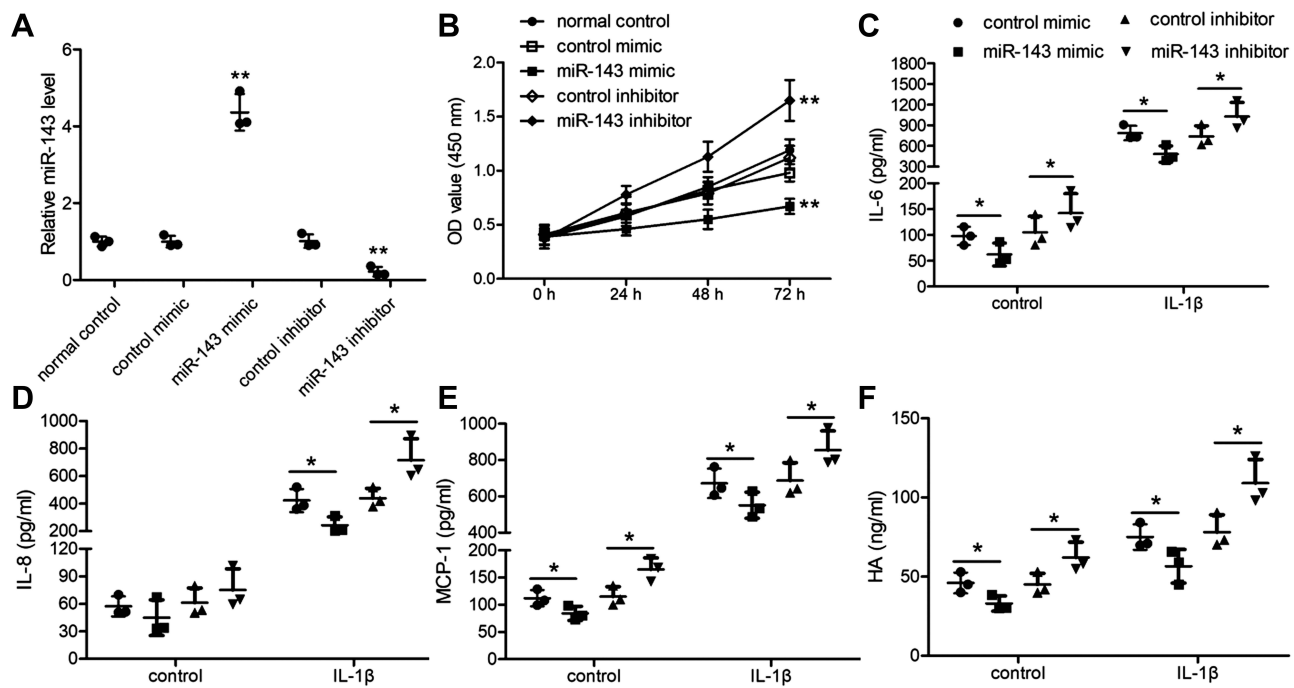 A
Relative miR-143 level
6
4
2
0
**
**
normal control
control mimic
miR-143 mimic
control inhibitor
miR-143 inhibitor
B
normal control
control mimic
miR-143 mimic
control inhibitor
miR-143 inhibitor
OD value (450 nm)
2.0
1.5
1.0
0.5
0.0
**
**
0 h
24 h
48 h
72 h
C
control mimic
control inhibitor
miR-143 mimic
miR-143 inhibitor
IL-6 (pg/ml)
1800
1500
1200
900
600
300
200
150
100
50
0
*
*
*
*
control
IL-1β
D
IL-8 (pg/ml)
1000
800
600
400
200
120
90
60
30
0
*
*
control
IL-1β
E
MCP-1 (pg/ml)
1000
800
600
400
200
150
100
50
0
*
*
*
*
control
IL-1β
F
HA (ng/ml)
150
100
50
0
*
*
*
*
control
IL-1β